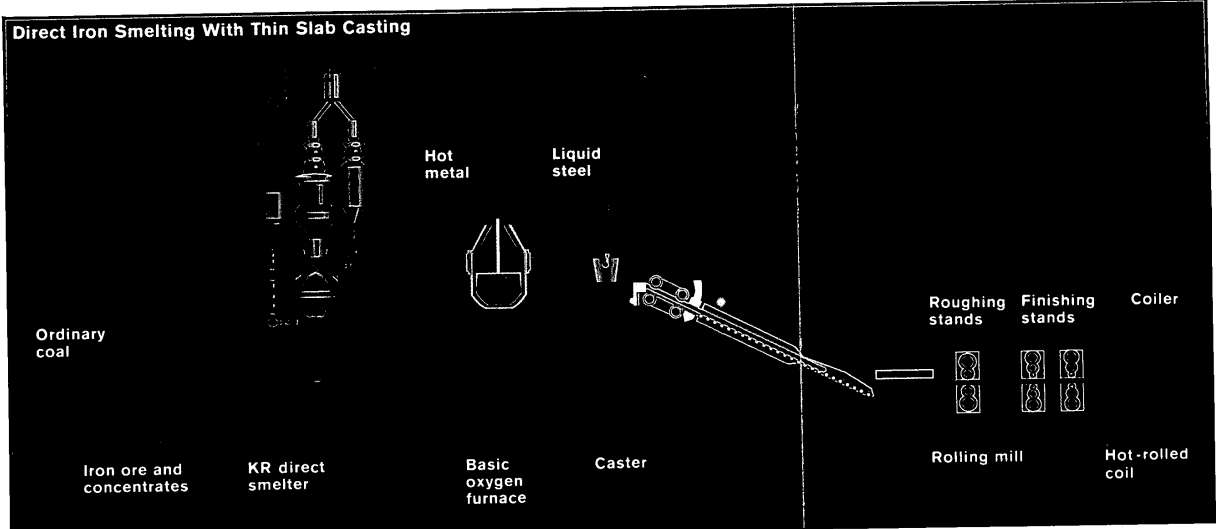 Direct Iron Smelting With Thin Slab Casting
Hot
metal
Liquid
steel
Ordinary
coal
Roughing
stands
Finishing
stands
Coiler
Iron ore and
concentrates
KR direct
smelter
Basic
oxygen
furnace
Caster
Rolling mill
Hot-rolled
coil